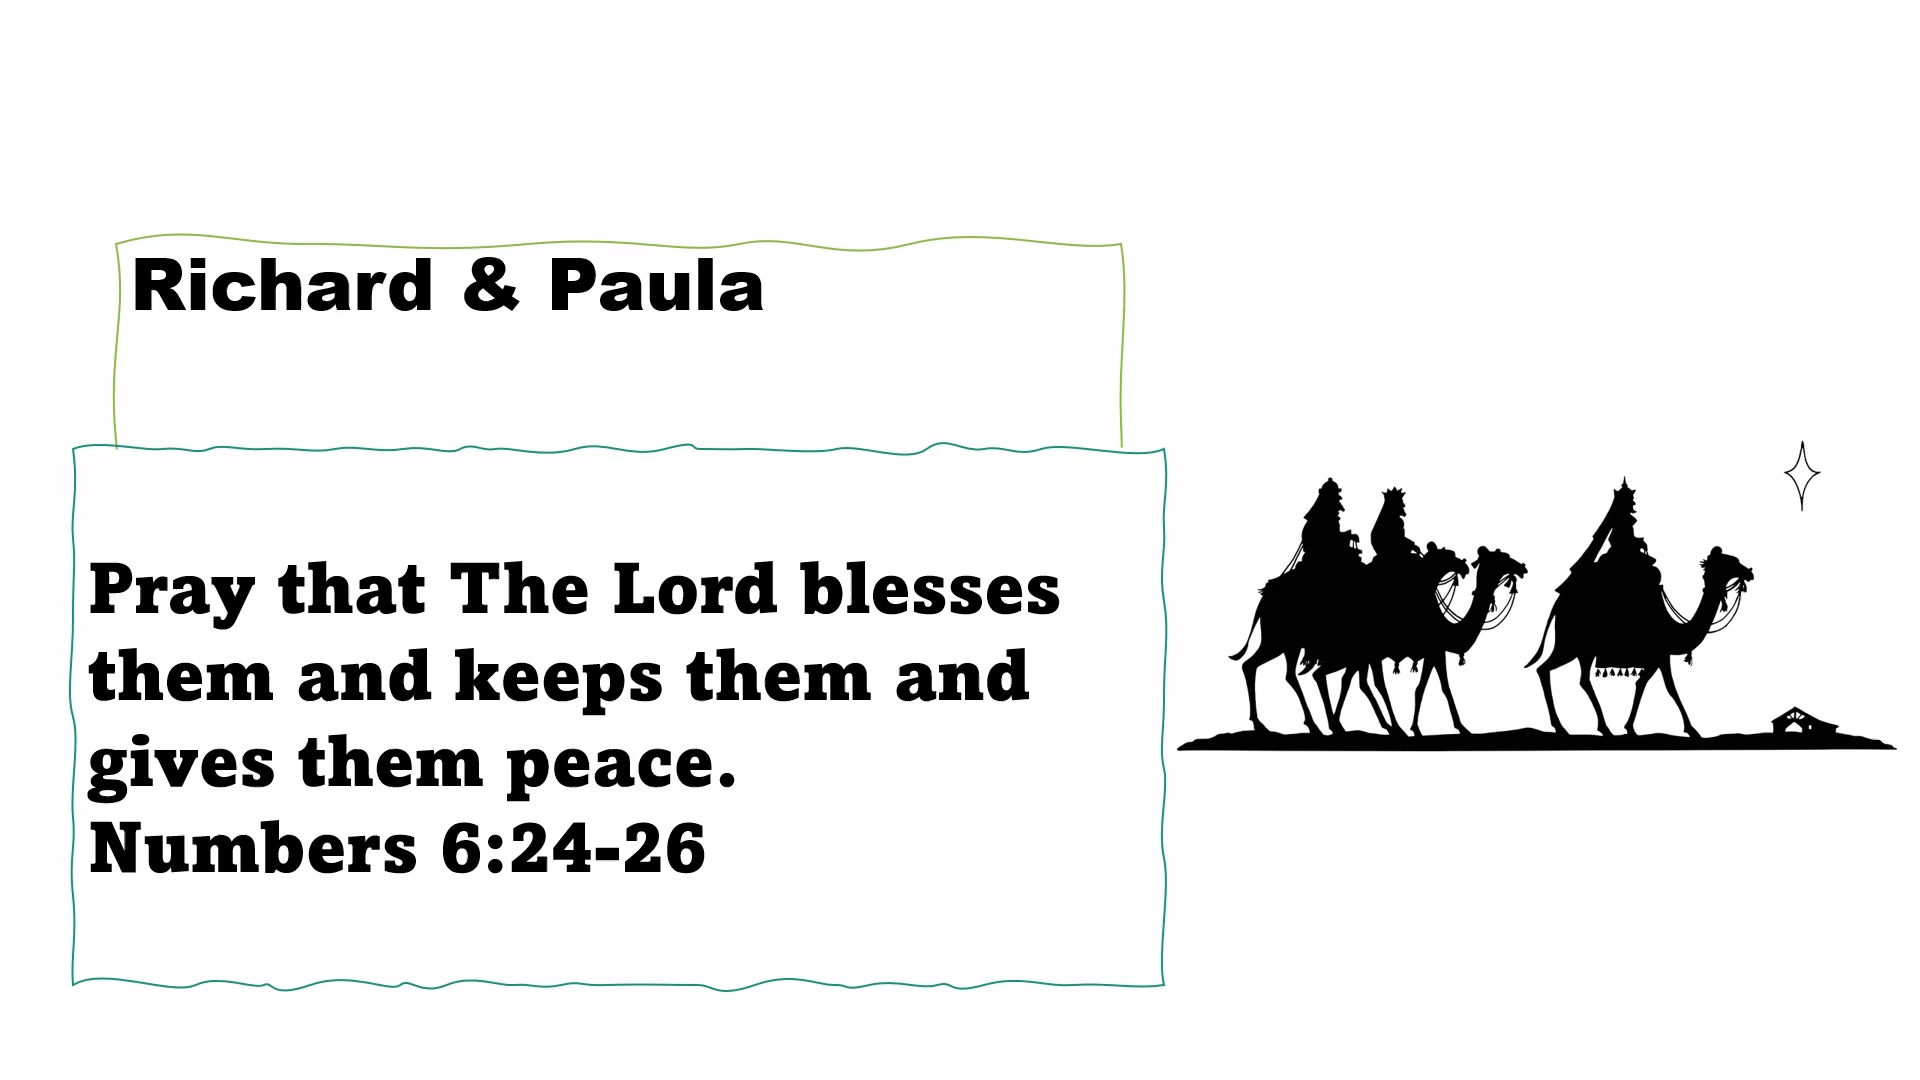 Richard & Paula
Pray that The Lord blesses
them and keeps them and
gives them peace.
Numbers 6:24-26